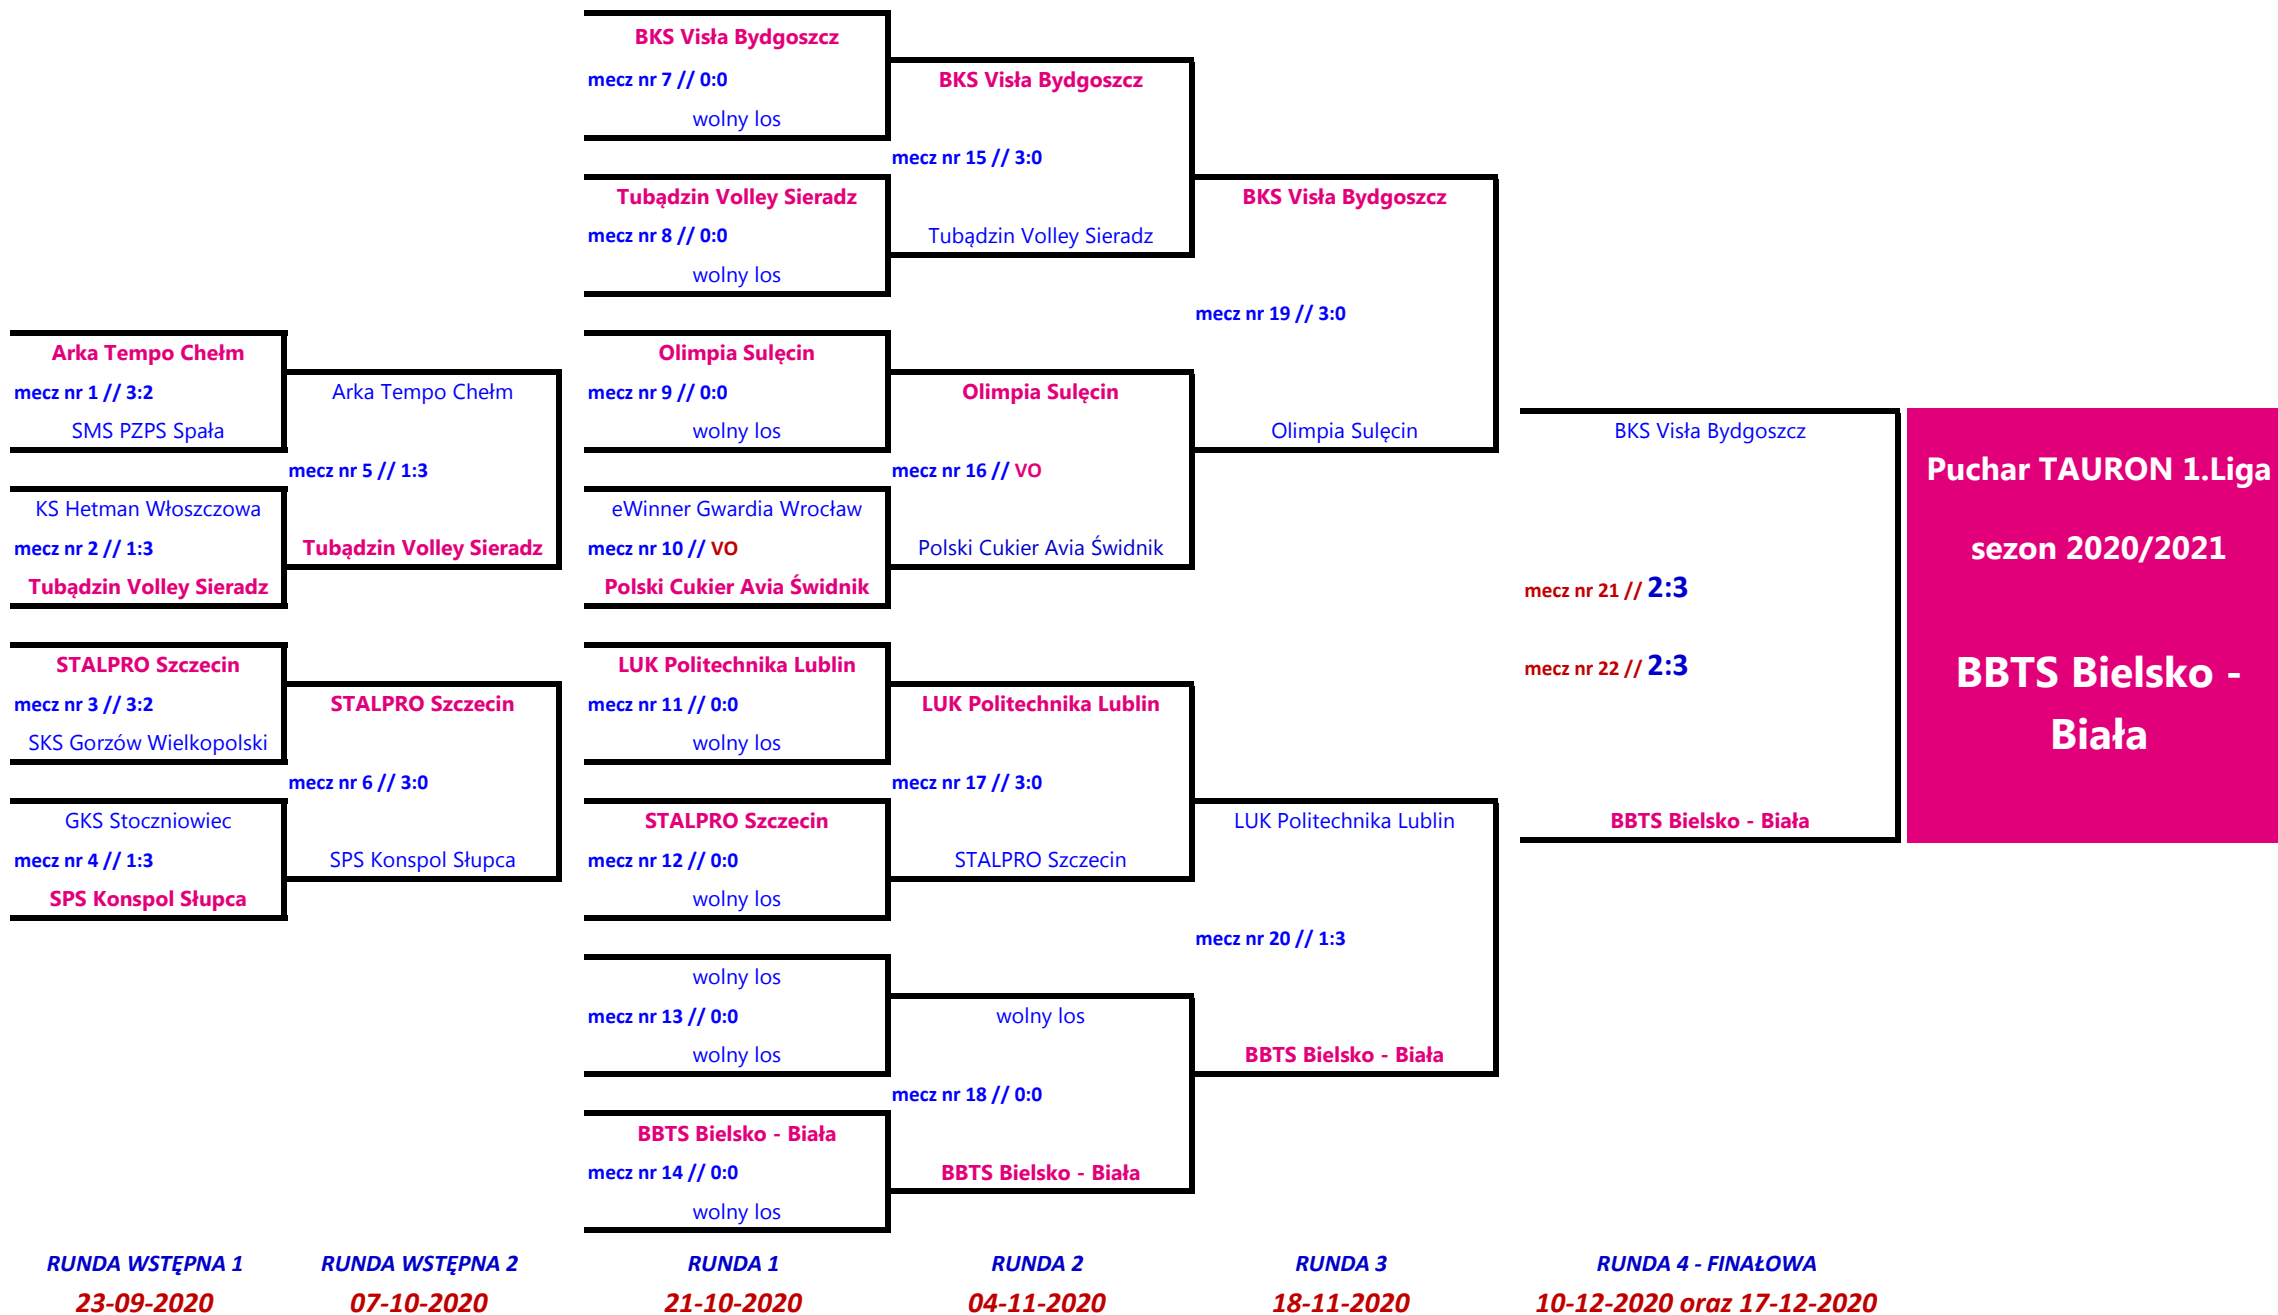 BKS Visła Bydgoszcz
mecz nr 7 // 0:0
wolny los
Tubądzin Volley Sieradz
mecz nr 8 // 0:0
wolny los
Arka Tempo Chełm
mecz nr 1 // 3:2
SMS PZPS Spała
KS Hetman Włoszczowa
mecz nr 2 // 1:3
Tubądzin Volley Sieradz
STALPRO Szczecin
mecz nr 3 // 3:2
SKS Gorzów Wielkopolski
GKS Stoczniowiec
mecz nr 4 // 1:3
SPS Konspol Słupca
Arka Tempo Chełm
mecz nr 5 // 1:3
Tubądzin Volley Sieradz
STALPRO Szczecin
mecz nr 6 // 3:0
SPS Konspol Słupca
Olimpia Sulęcin
mecz nr 9 // 0:0
wolny los
eWinner Gwardia Wrocław
mecz nr 10 // VO
Polski Cukier Avia Świdnik
LUK Politechnika Lublin
mecz nr 11 // 0:0
wolny los
STALPRO Szczecin
mecz nr 12 // 0:0
wolny los
wolny los
mecz nr 13 // 0:0
wolny los
BBTS Bielsko - Biała
mecz nr 14 // 0:0
wolny los
BKS Visła Bydgoszcz
mecz nr 15 // 3:0
Tubądzin Volley Sieradz
Olimpia Sulęcin
mecz nr 16 // VO
Polski Cukier Avia Świdnik
LUK Politechnika Lublin
mecz nr 17 // 3:0
STALPRO Szczecin
wolny los
mecz nr 18 // 0:0
BBTS Bielsko - Biała
BKS Visła Bydgoszcz
mecz nr 19 // 3:0
Olimpia Sulęcin
LUK Politechnika Lublin
mecz nr 20 // 1:3
BBTS Bielsko - Biała
BKS Visła Bydgoszcz
mecz nr 21 // 2:3
mecz nr 22 // 2:3
BBTS Bielsko - Biała
Puchar TAURON 1.Liga
sezon 2020/2021
BBTS Bielsko -
Biała
RUNDA WSTĘPNA 1
RUNDA WSTĘPNA 2
RUNDA 1
RUNDA 2
RUNDA 3
RUNDA 4 - FINAŁOWA
23-09-2020
07-10-2020
21-10-2020
04-11-2020
18-11-2020
10-12-2020 oraz 17-12-2020